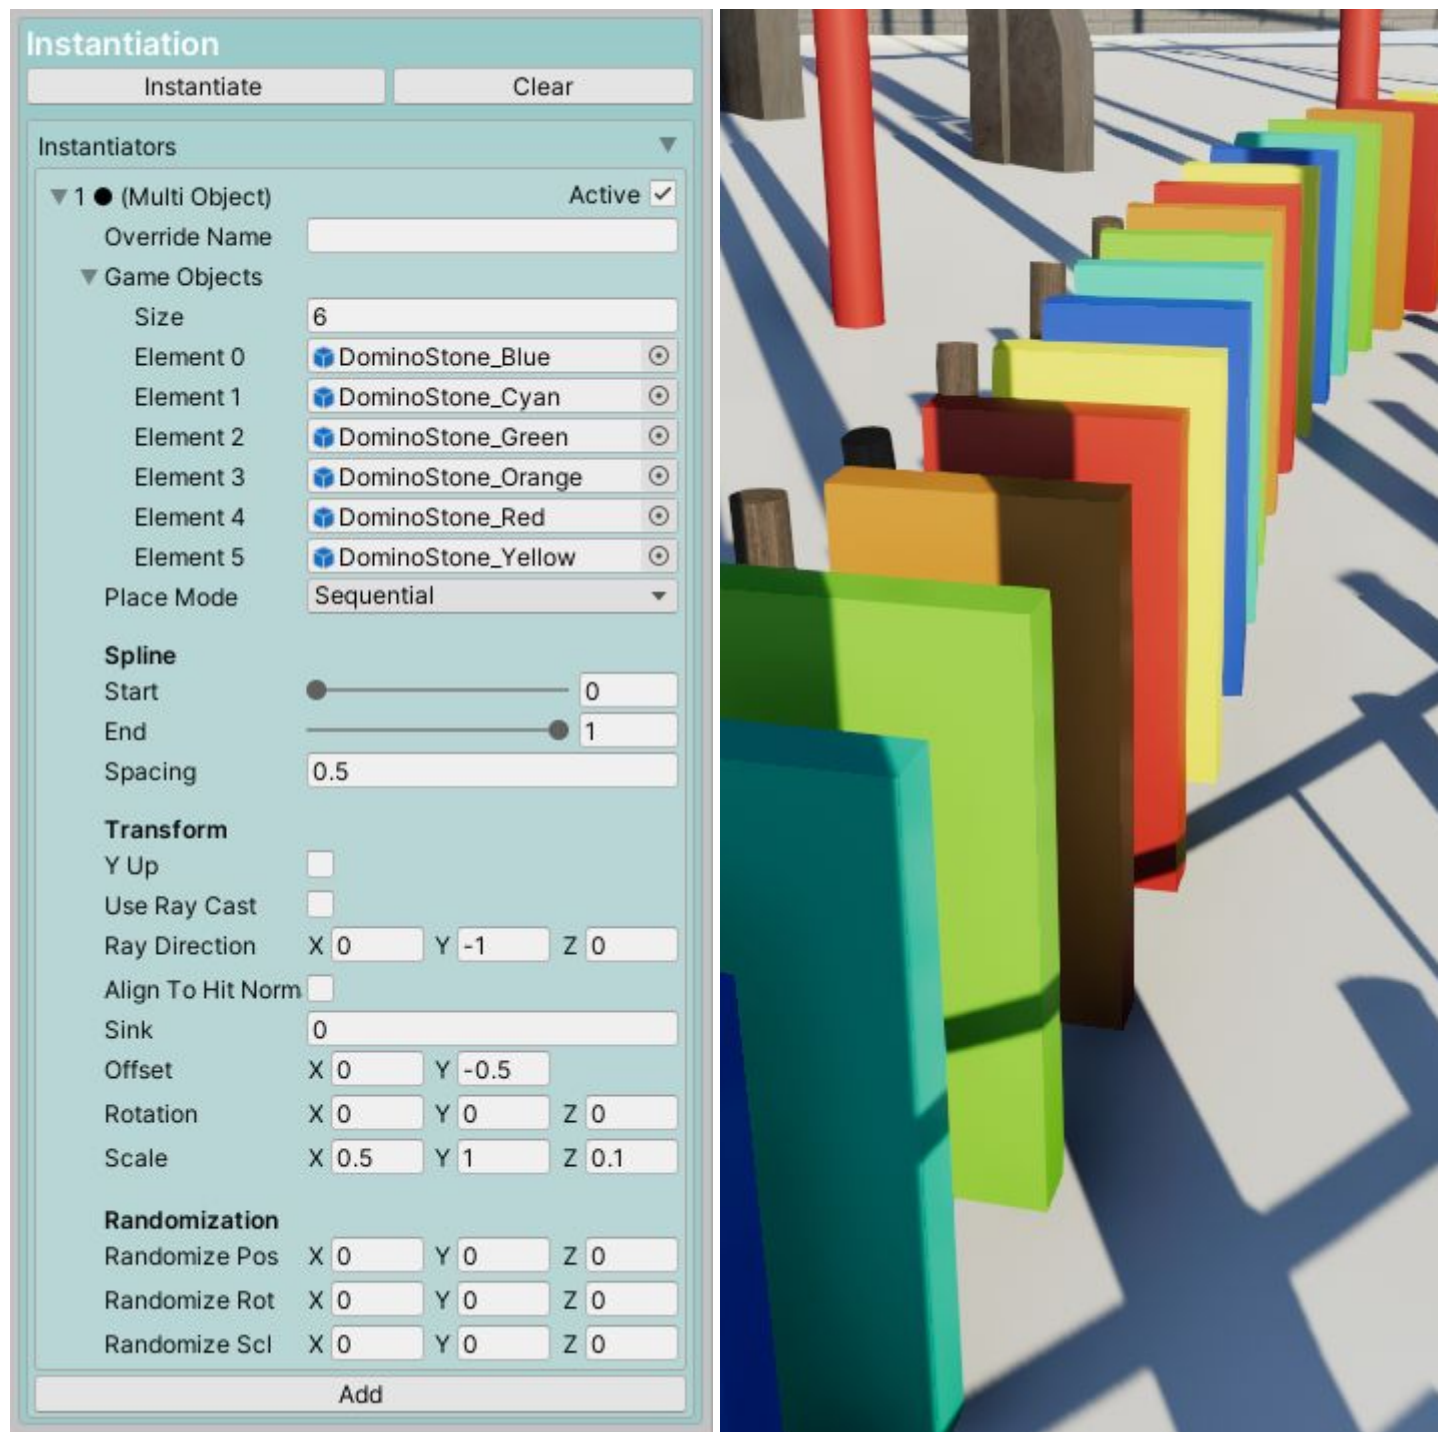 Instantiation
Instantiate Clear
Instantiators
1 (Multi Object) Active
Override Name
Game Objects
Size 6
Element 0 DominoStone_Blue
Element 1 DominoStone_Cyan
Element 2 DominoStone_Green
Element 3 DominoStone_Orange
Element 4 DominoStone_Red
Element 5 DominoStone_Yellow
Place Mode Sequential
Spline
Start 0
End 1
Spacing 0.5
Transform
Y Up
Use Ray Cast
Ray Direction X 0 Y -1 Z 0
Align To Hit Norm
Sink 0
Offset X 0 Y -0.5
Rotation X 0 Y 0 Z 0
Scale X 0.5 Y 1 Z 0.1
Randomization
Randomize Pos X 0 Y 0 Z 0
Randomize Rot X 0 Y 0 Z 0
Randomize Scl X 0 Y 0 Z 0
Add